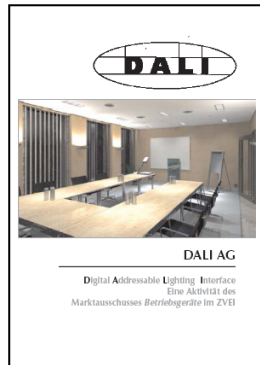 DALI
DALI AG
Digital Addressable Lighting Interface
Eine Aktivität des
Marktausschusses Betriebsgeräte im ZVEI